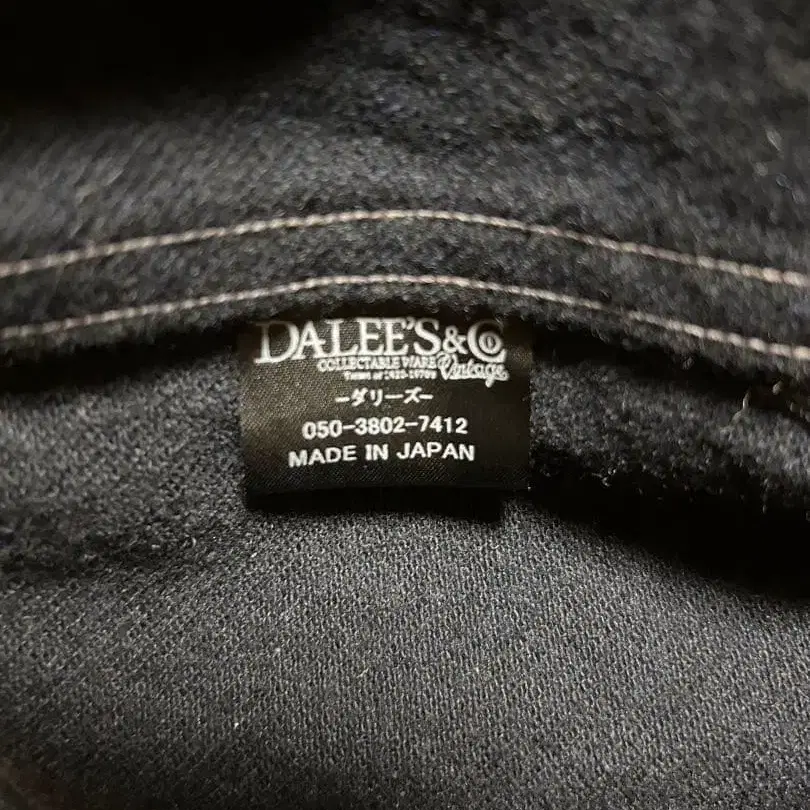 DALEE'S&Co
COLLECTABLE WARE Vintage
-ダリーズ-
050-3802-7412
MADE IN JAPAN